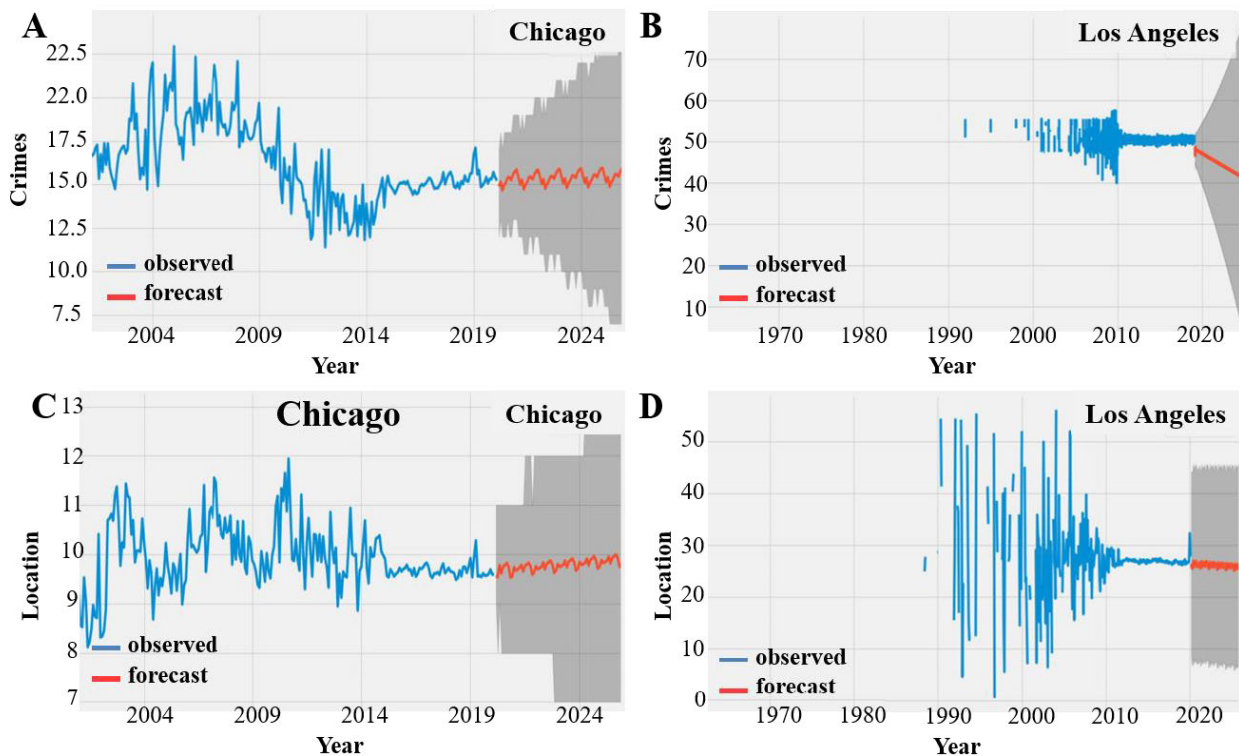 A
Chicago
Crimes
22.5
22.0
17.5
15.0
12.5
10.0
7.5
observed
forecast
2004
2009
2014
2019
2024
Year
B
Los Angeles
Crimes
70
60
50
40
30
20
10
observed
forecast
1970
1980
1990
2000
2010
2020
Year
C
Chicago
Chicago
Location
13
12
11
10
9
8
7
observed
forecast
2004
2009
2014
2019
2024
Year
D
Los Angeles
Location
50
40
30
20
10
0
observed
forecast
1970
1980
1990
2000
2010
2020
Year